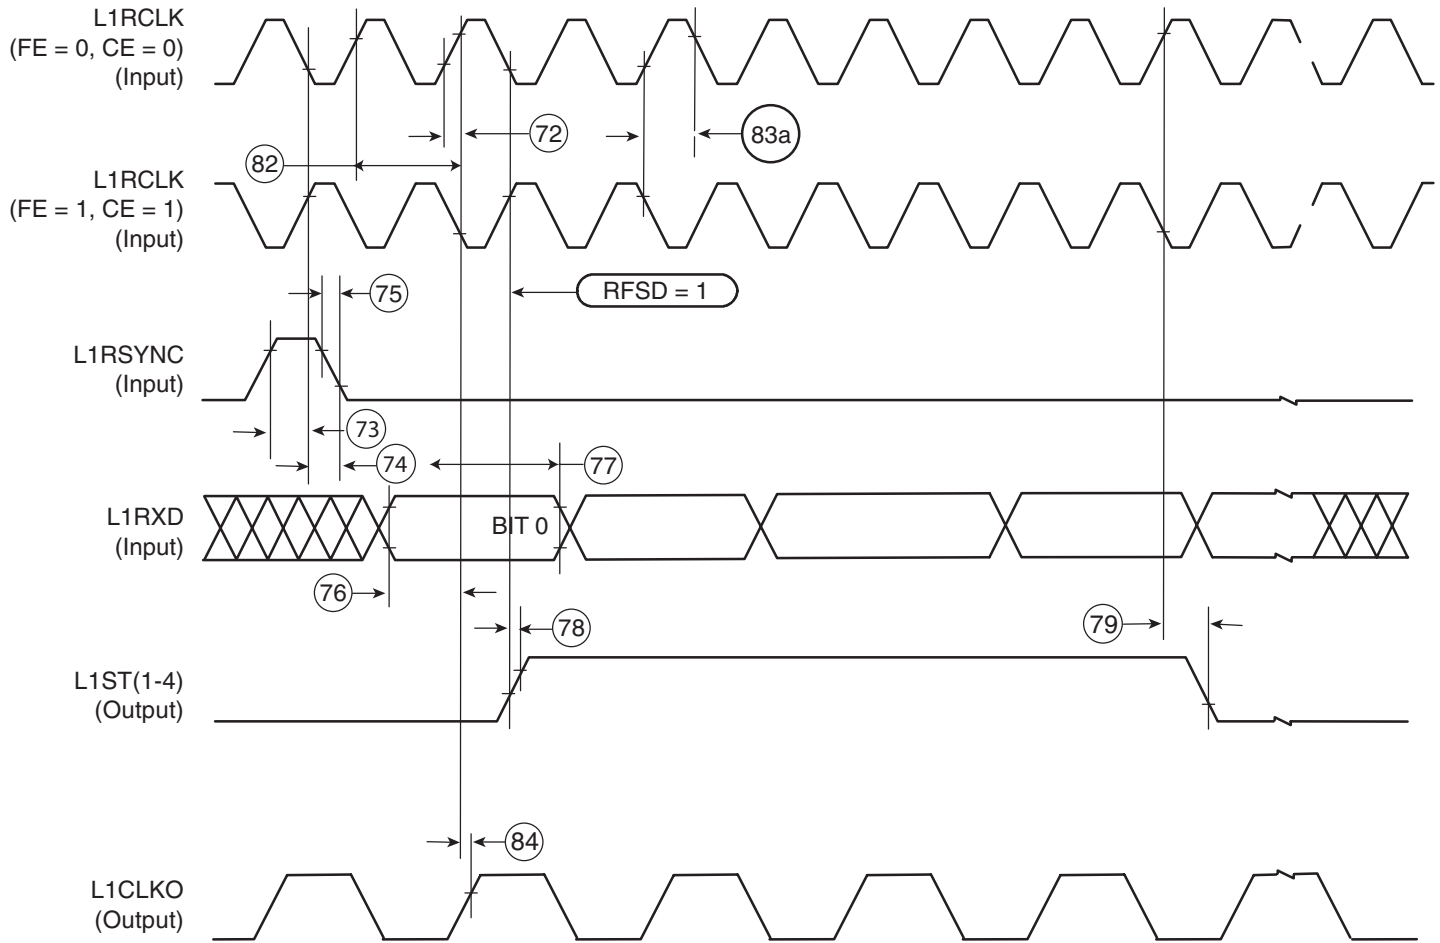 L1RCLK
(FE = 0, CE = 0)
(Input)
72
83a
82
L1RCLK
(FE = 1, CE = 1)
(Input)
75
RFSD = 1
L1RSYNC
(Input)
73
74
77
L1RXD
(Input)
BIT 0
76
78
79
L1ST(1-4)
(Output)
84
L1CLKO
(Output)